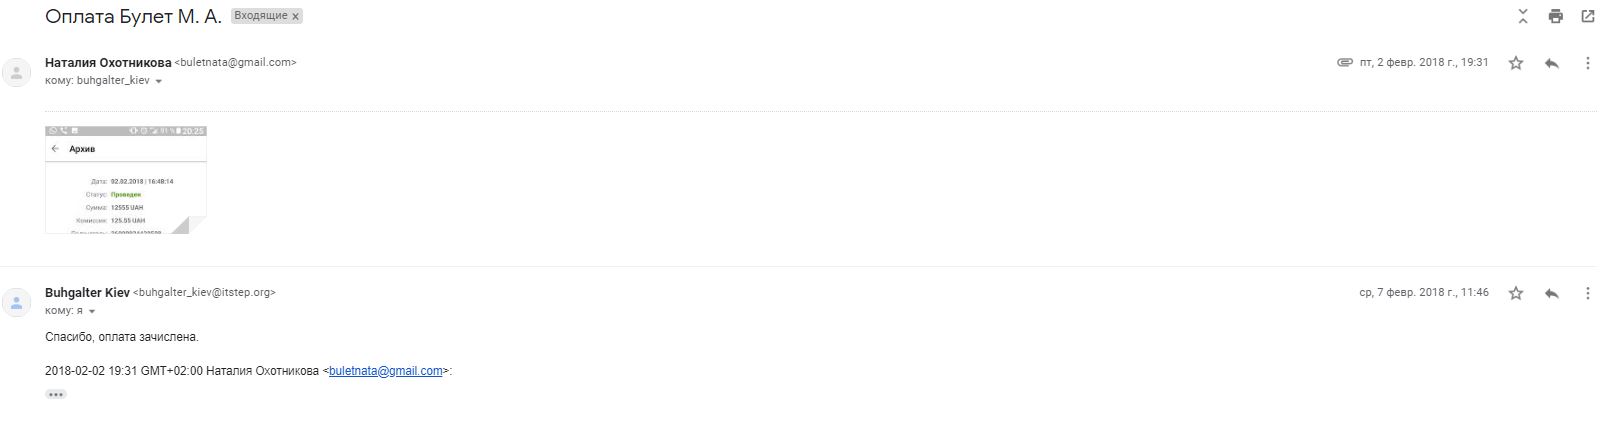 Оплата Булет М. А. Входящие x
Наталия Охотникова <buletnata@gmail.com> пт, 2 февр. 2018 г., 19:31
кому: buhgalter_kiev
91 % 20:25
Архив
Дата: 02.02.2018 | 16:48:14
Статус: Проведен
Сумма: 12555 UAH
Комиссия: 125.55 UAH
Buhgalter Kiev <buhgalter_kiev@itstep.org> ср, 7 февр. 2018 г., 11:46
кому: я
Спасибо, оплата зачислена.
2018-02-02 19:31 GMT+02:00 Наталия Охотникова <buletnata@gmail.com>: